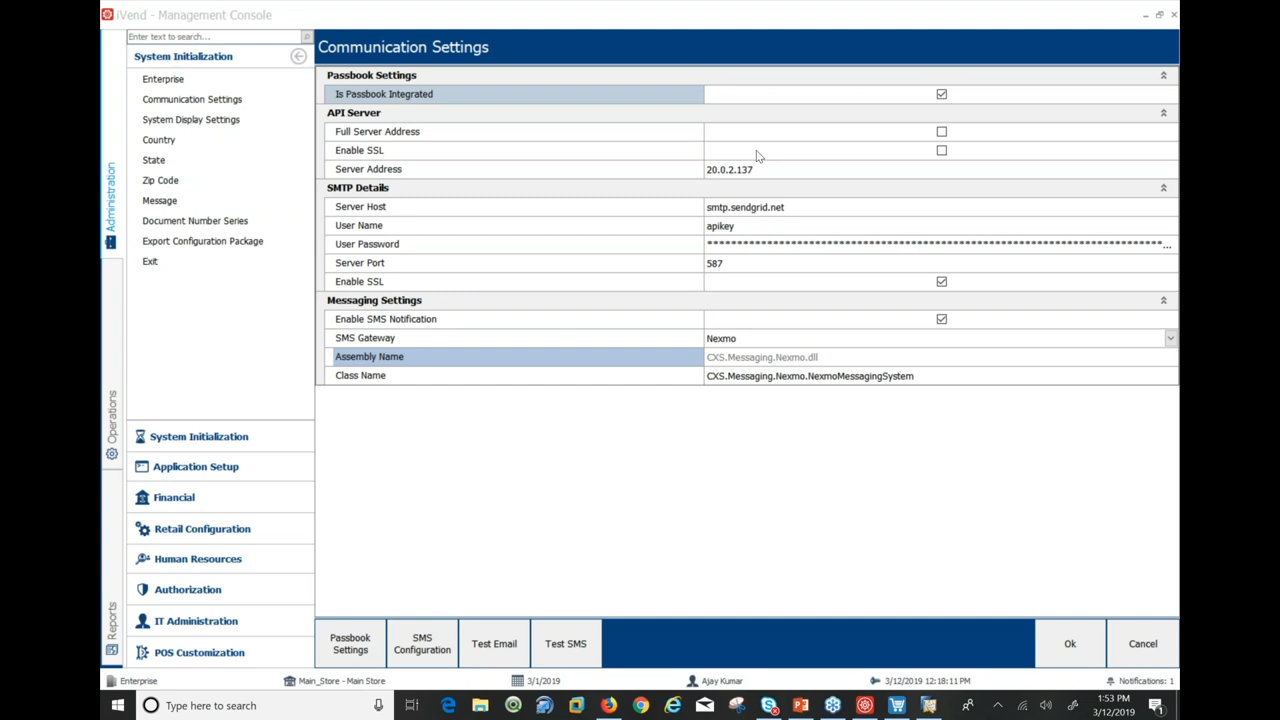 iVend - Management Console
Enter text to search...
System Initialization
Enterprise
Communication Settings
System Display Settings
Country
State
Zip Code
Message
Document Number Series
Export Configuration Package
Exit
Administration
Operations
Reports
System Initialization
Application Setup
Financial
Retail Configuration
Human Resources
Authorization
IT Administration
POS Customization
Communication Settings
Passbook Settings
Is Passbook Integrated
API Server
Full Server Address
Enable SSL
Server Address 20.0.2.137
SMTP Details
Server Host smtp.sendgrid.net
User Name apikey
User Password *********************************************************************...
Server Port 587
Enable SSL
Messaging Settings
Enable SMS Notification
SMS Gateway Nexmo
Assembly Name CXS.Messaging.Nexmo.dll
Class Name CXS.Messaging.Nexmo.NexmoMessagingSystem
Passbook
Settings
SMS
Configuration
Test Email
Test SMS
Ok
Cancel
Enterprise Main_Store - Main Store 3/1/2019 Ajay Kumar 3/12/2019 12:18:11 PM Notifications: 1
Type here to search
1:53 PM
3/12/2019